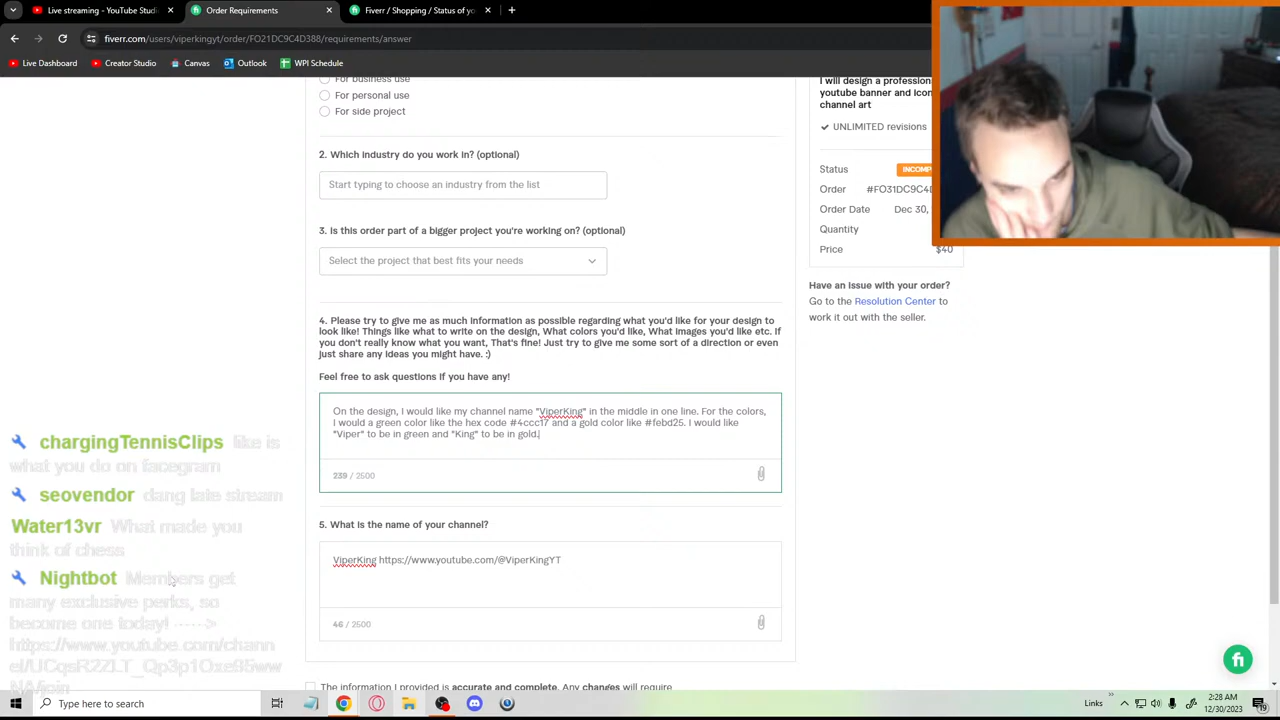 Live streaming - YouTube Stud
Order Requirements
Fiverr / Shopping / Status of yo
fiverr.com/users/viperkingyt/order/FO21DC9C4D388/requirements/answer
Live Dashboard
Creator Studio
Canvas
Outlook
WPI Schedule
For business use
For personal use
For side project
2. Which industry do you work in? (optional)
Start typing to choose an industry from the list
3. Is this order part of a bigger project you're working on? (optional)
Select the project that best fits your needs
4. Please try to give me as much information as possible regarding what you'd like for your design to
look like! Things like what to write on the design, What colors you'd like, What images you'd like etc. If
you don't really know what you want, That's fine! Just try to give me some sort of a direction or even
just share any ideas you might have. :)
Feel free to ask questions if you have any!
On the design, I would like my channel name "ViperKing" in the middle in one line. For the colors,
I would a green color like the hex code #4ccc17 and a gold color like #febd25. I would like
"Viper" to be in green and "King" to be in gold.
239 / 2500
5. What is the name of your channel?
ViperKing https://www.youtube.com/@ViperKingYT
46 / 2500
The information I provided is accurate and complete. Any changes will require
I will design a profession
youtube banner and icon
channel art
UNLIMITED revisions
Status
INCOMP
Order
#FO31DC9C4D
Order Date
Dec 30,
Quantity
Price
$40
Have an issue with your order?
Go to the Resolution Center to
work it out with the seller.
chargingTennisClips like is
what you do on facegram
seovendor dang late stream
Water13vr What made you
think of chess
Nightbot Members get
many exclusive perks, so
become one today! ----->
https://www.youtube.com/chann
el/UCqsR2ZLT_Qp3p1Oxe95ww
NA/join
fi
Type here to search
Links
2:28 AM
12/30/2023
19